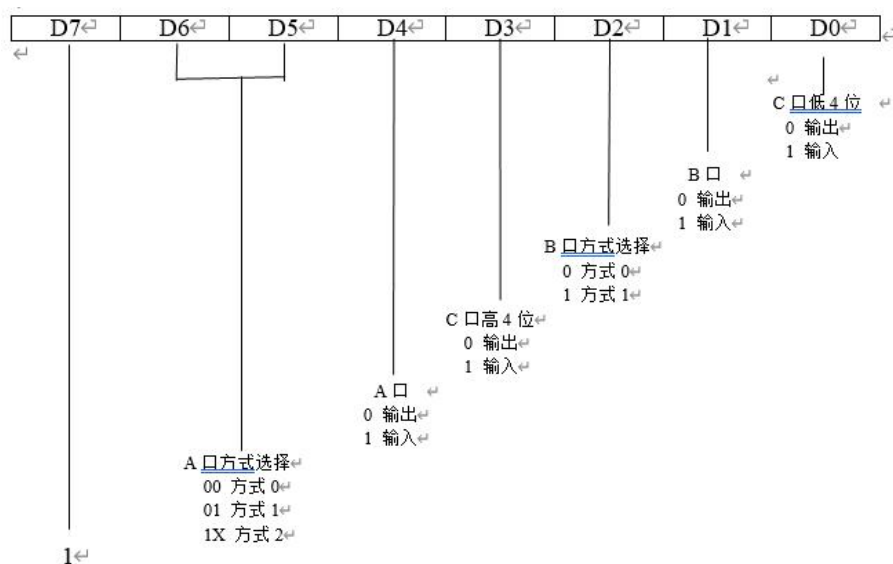 D7 D6 D5 D4 D3 D2 D1 D0
C 口低 4 位
0 输出
1 输入
B 口
0 输出
1 输入
B 口方式选择
0 方式 0
1 方式 1
C 口高 4 位
0 输出
1 输入
A 口
0 输出
1 输入
A 口方式选择
00 方式 0
01 方式 1
1X 方式 2
1